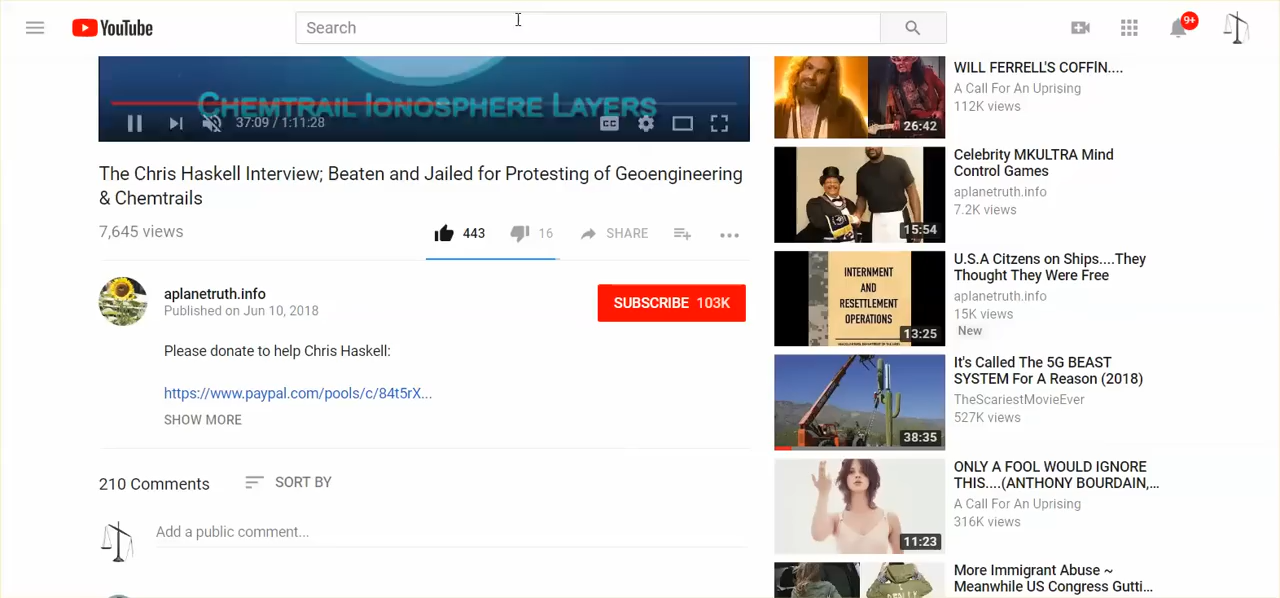 YouTube
Search
9+
CHEMTRAIL IONOSPHERE LAYERS
37:09 / 1:11:28
CC
The Chris Haskell Interview; Beaten and Jailed for Protesting of Geoengineering
& Chemtrails
7,645 views
443
16
SHARE
aplanetruth.info
Published on Jun 10, 2018
SUBSCRIBE 103K
Please donate to help Chris Haskell:
https://www.paypal.com/pools/c/84t5rX...
SHOW MORE
210 Comments
SORT BY
Add a public comment...
26:42
WILL FERRELL'S COFFIN....
A Call For An Uprising
112K views
15:54
Celebrity MKULTRA Mind
Control Games
aplanetruth.info
7.2K views
INTERNMENT
AND
RESETTLEMENT
OPERATIONS
13:25
U.S.A Citzens on Ships....They
Thought They Were Free
aplanetruth.info
15K views
New
38:35
It's Called The 5G BEAST
SYSTEM For A Reason (2018)
TheScariestMovieEver
527K views
11:23
ONLY A FOOL WOULD IGNORE
THIS....(ANTHONY BOURDAIN,...
A Call For An Uprising
316K views
More Immigrant Abuse ~
Meanwhile US Congress Gutti...